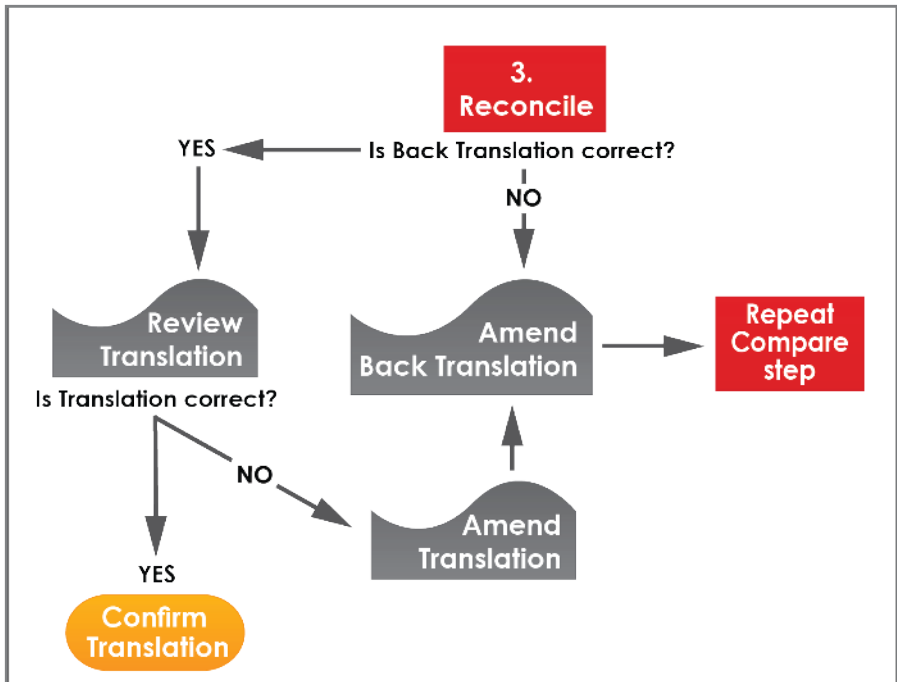 3.
Reconcile
YES
Is Back Translation correct?
NO
Review
Translation
Amend
Back Translation
Repeat
Compare
step
Is Translation correct?
NO
Amend
Translation
YES
Confirm
Translation